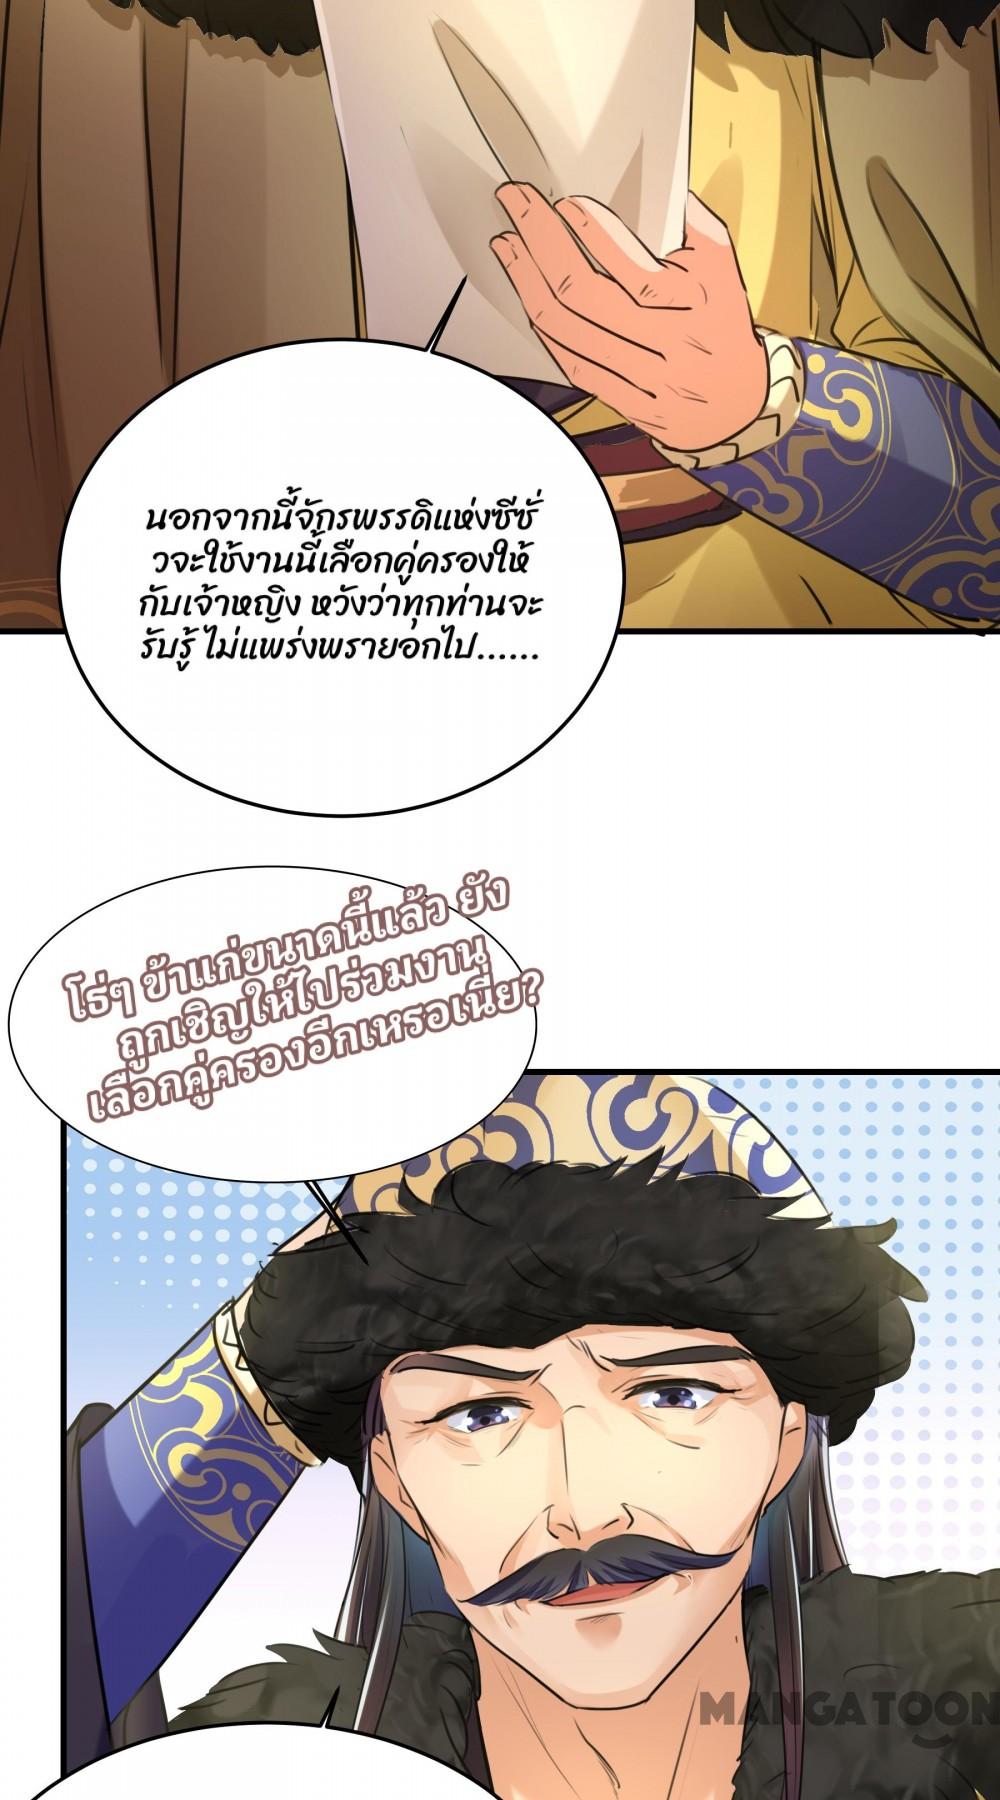 นอกจากนี้จักรพรรดิแห่งซีซั่
วจะใช้งานนี้เลือกคู่ครองให้
กับเจ้าหญิง หวังว่าทุกท่านจะ
รับรู้ ไม่แพร่งพรายออกไป......
โธ่ๆ ข้าแก่ขนาดนี้แล้ว ยัง
ถูกเชิญให้ไปร่วมงาน
เลือกคู่ครองอีกเหรอเนี่ย?
MANGATOON